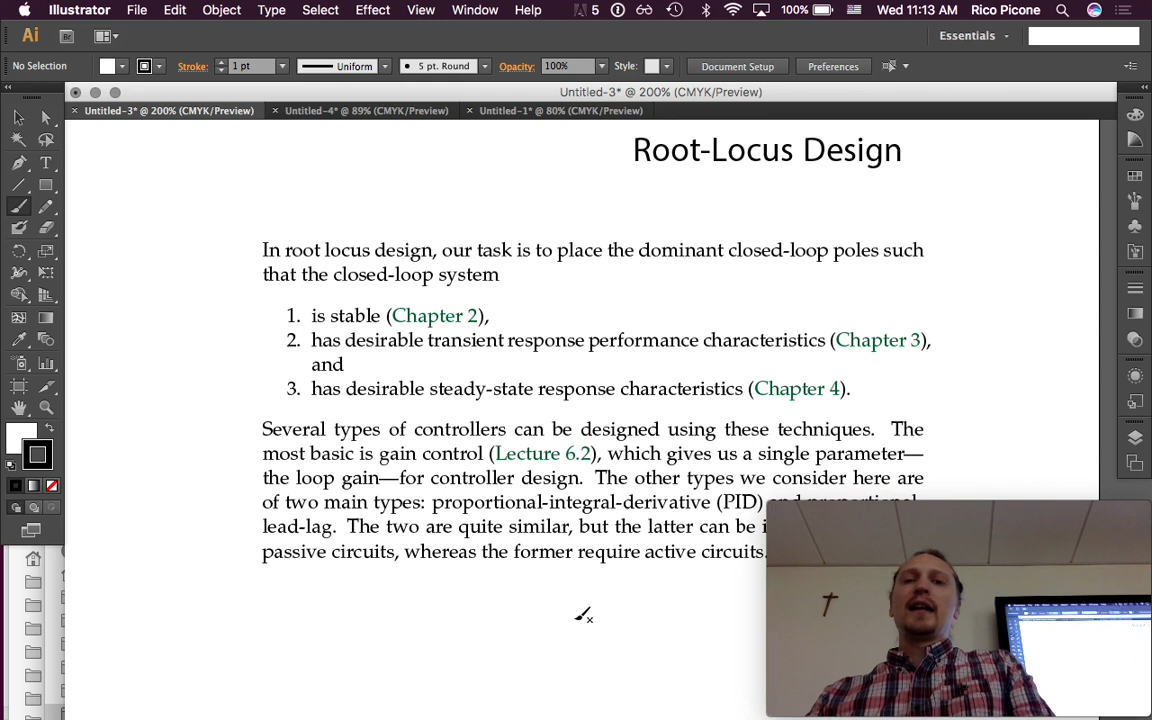 Illustrator File Edit Object Type Select Effect View Window Help 5 100% Wed 11:13 AM Rico Picone
Ai Br Essentials
No Selection Stroke: 1 pt Uniform 5 pt. Round Opacity: 100% Style: Document Setup Preferences
Untitled-3* @ 200% (CMYK/Preview)
Untitled-3* @ 200% (CMYK/Preview) Untitled-4* @ 89% (CMYK/Preview) Untitled-1* @ 80% (CMYK/Preview)
Root-Locus Design
In root locus design, our task is to place the dominant closed-loop poles such
that the closed-loop system
1. is stable (Chapter 2),
2. has desirable transient response performance characteristics (Chapter 3),
and
3. has desirable steady-state response characteristics (Chapter 4).
Several types of controllers can be designed using these techniques. The
most basic is gain control (Lecture 6.2), which gives us a single parameter—
the loop gain—for controller design. The other types we consider here are
of two main types: proportional-integral-derivative (PID) and proportional-
lead-lag. The two are quite similar, but the latter can be
passive circuits, whereas the former require active circuits.